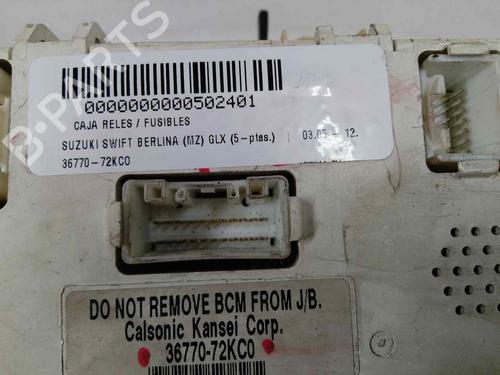 B-PARTS
0000000000502401
CAJA RELES / FUSIBLES
SUZUKI SWIFT BERLINA (MZ) GLX (5-ptas.)
03.05 - 12.
36770-72KC0
DO NOT REMOVE BCM FROM J/B.
Calsonic Kansei Corp.
36770-72KC0